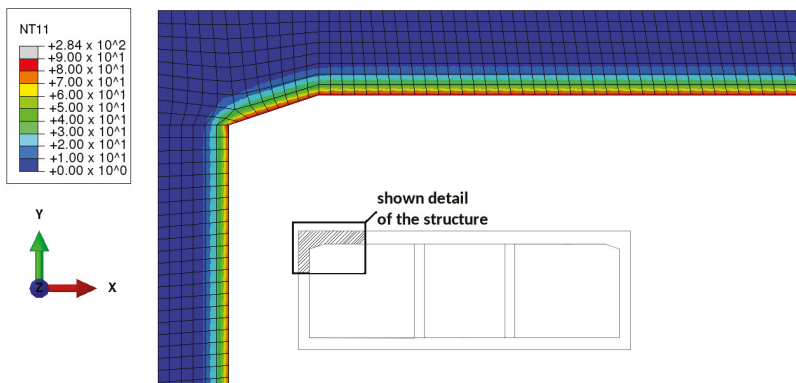 NT11
+2.84 x 10^2
+9.00 x 10^1
+8.00 x 10^1
+7.00 x 10^1
+6.00 x 10^1
+5.00 x 10^1
+4.00 x 10^1
+3.00 x 10^1
+2.00 x 10^1
+1.00 x 10^1
+0.00 x 10^0
shown detail
of the structure
Y
Z
X